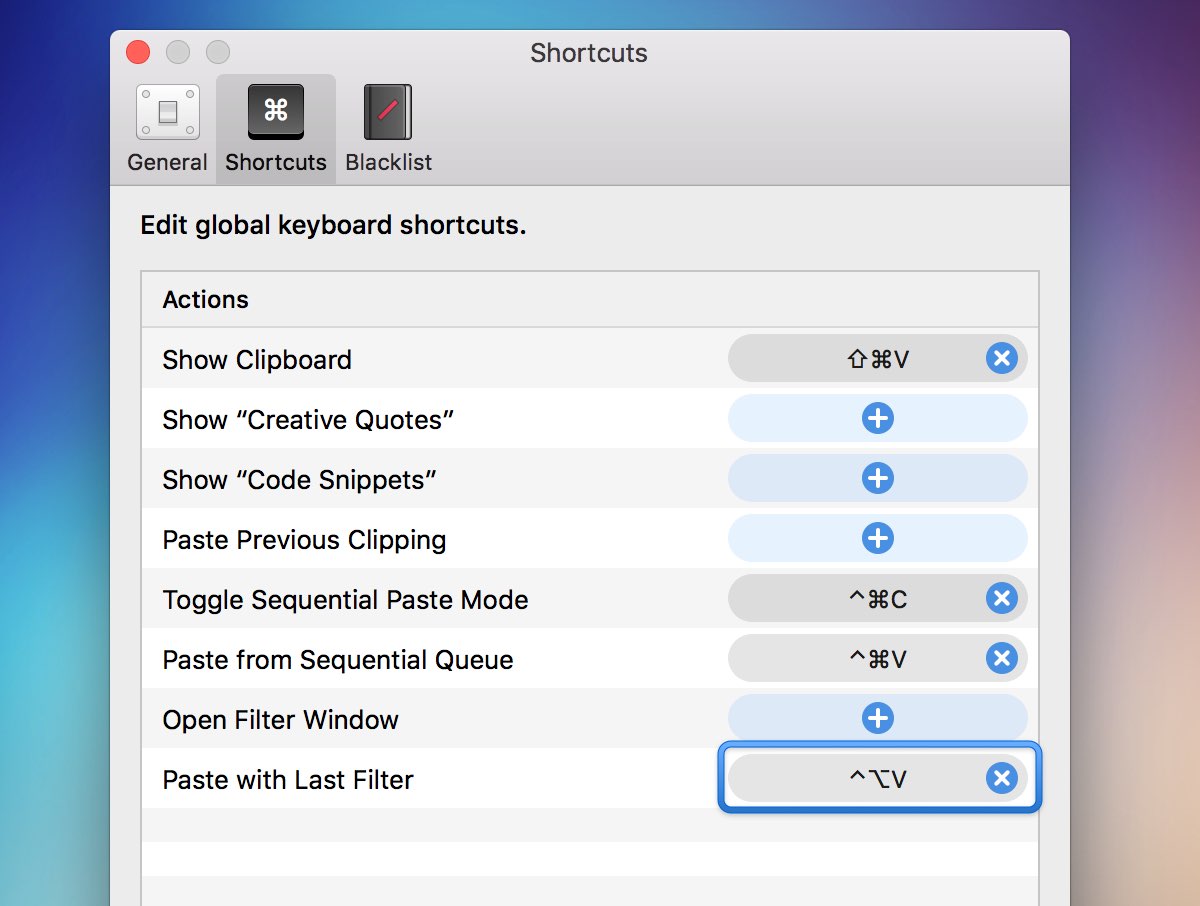 Shortcuts
⌘
General Shortcuts Blacklist
Edit global keyboard shortcuts.
Actions
Show Clipboard ⇧⌘V
Show “Creative Quotes”
Show “Code Snippets”
Paste Previous Clipping
Toggle Sequential Paste Mode ^⌘C
Paste from Sequential Queue ^⌘V
Open Filter Window
Paste with Last Filter ^⌥V